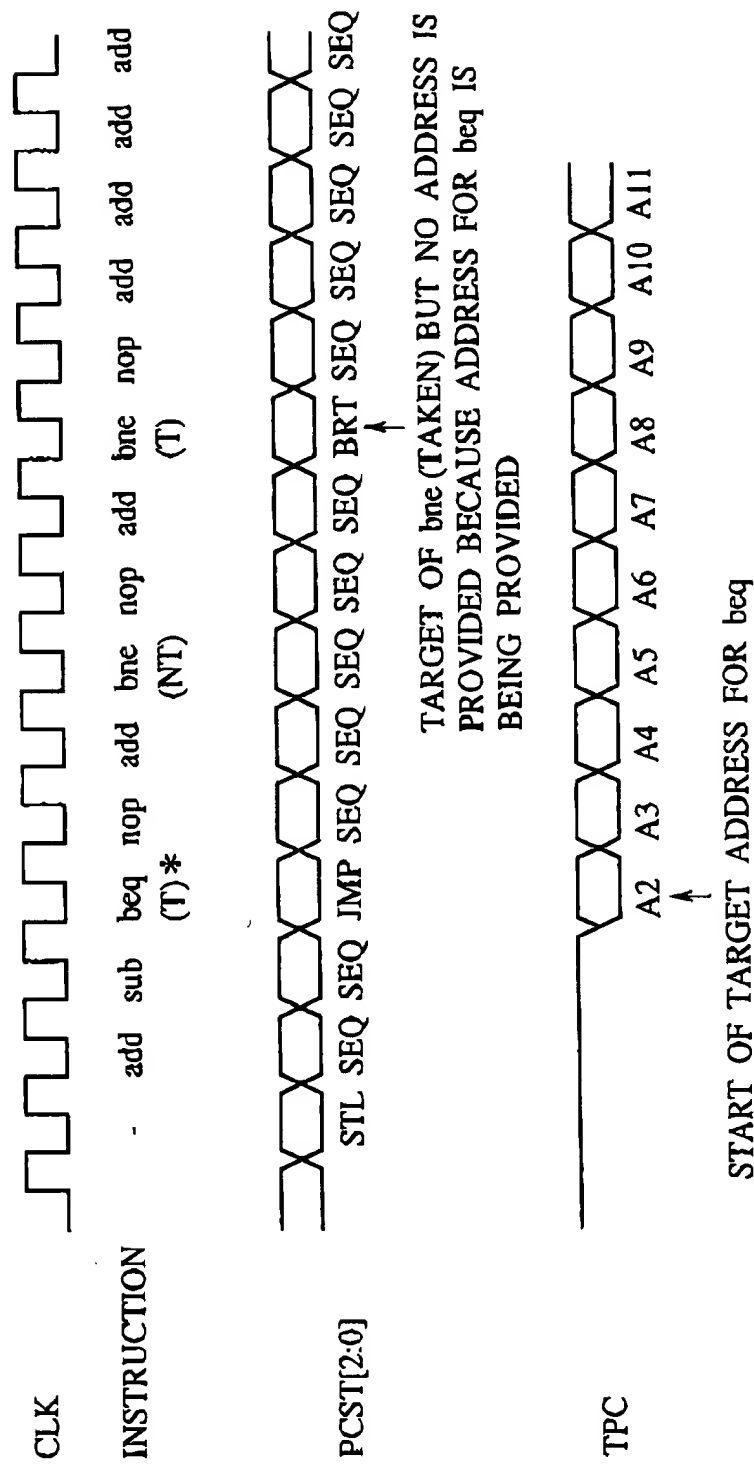 CLK
INSTRUCTION - add sub beq nop add bne nop add bne nop add add add add
(T)* (NT) (T)
PCST[2:0] STL SEQ SEQ JMP SEQ SEQ SEQ SEQ SEQ BRT SEQ SEQ SEQ SEQ SEQ
TARGET OF bne (TAKEN) BUT NO ADDRESS IS
PROVIDED BECAUSE ADDRESS FOR beq IS
BEING PROVIDED
TPC A2 A3 A4 A5 A6 A7 A8 A9 A10 A11
START OF TARGET ADDRESS FOR beq